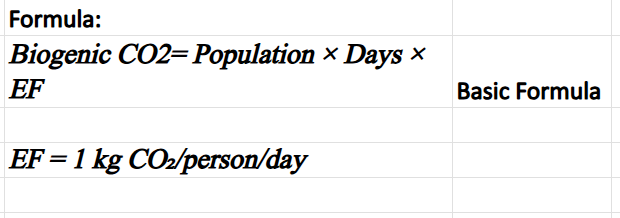 Formula:
Biogenic CO2= Population × Days ×
EF
Basic Formula
EF = 1 kg CO₂/person/day